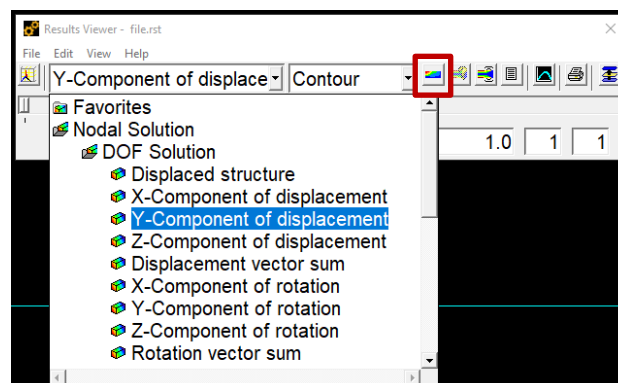 Results Viewer - file.rst
File Edit View Help
Y-Component of displace Contour
Favorites
Nodal Solution
1.0 1 1
DOF Solution
Displaced structure
X-Component of displacement
Y-Component of displacement
Z-Component of displacement
Displacement vector sum
X-Component of rotation
Y-Component of rotation
Z-Component of rotation
Rotation vector sum